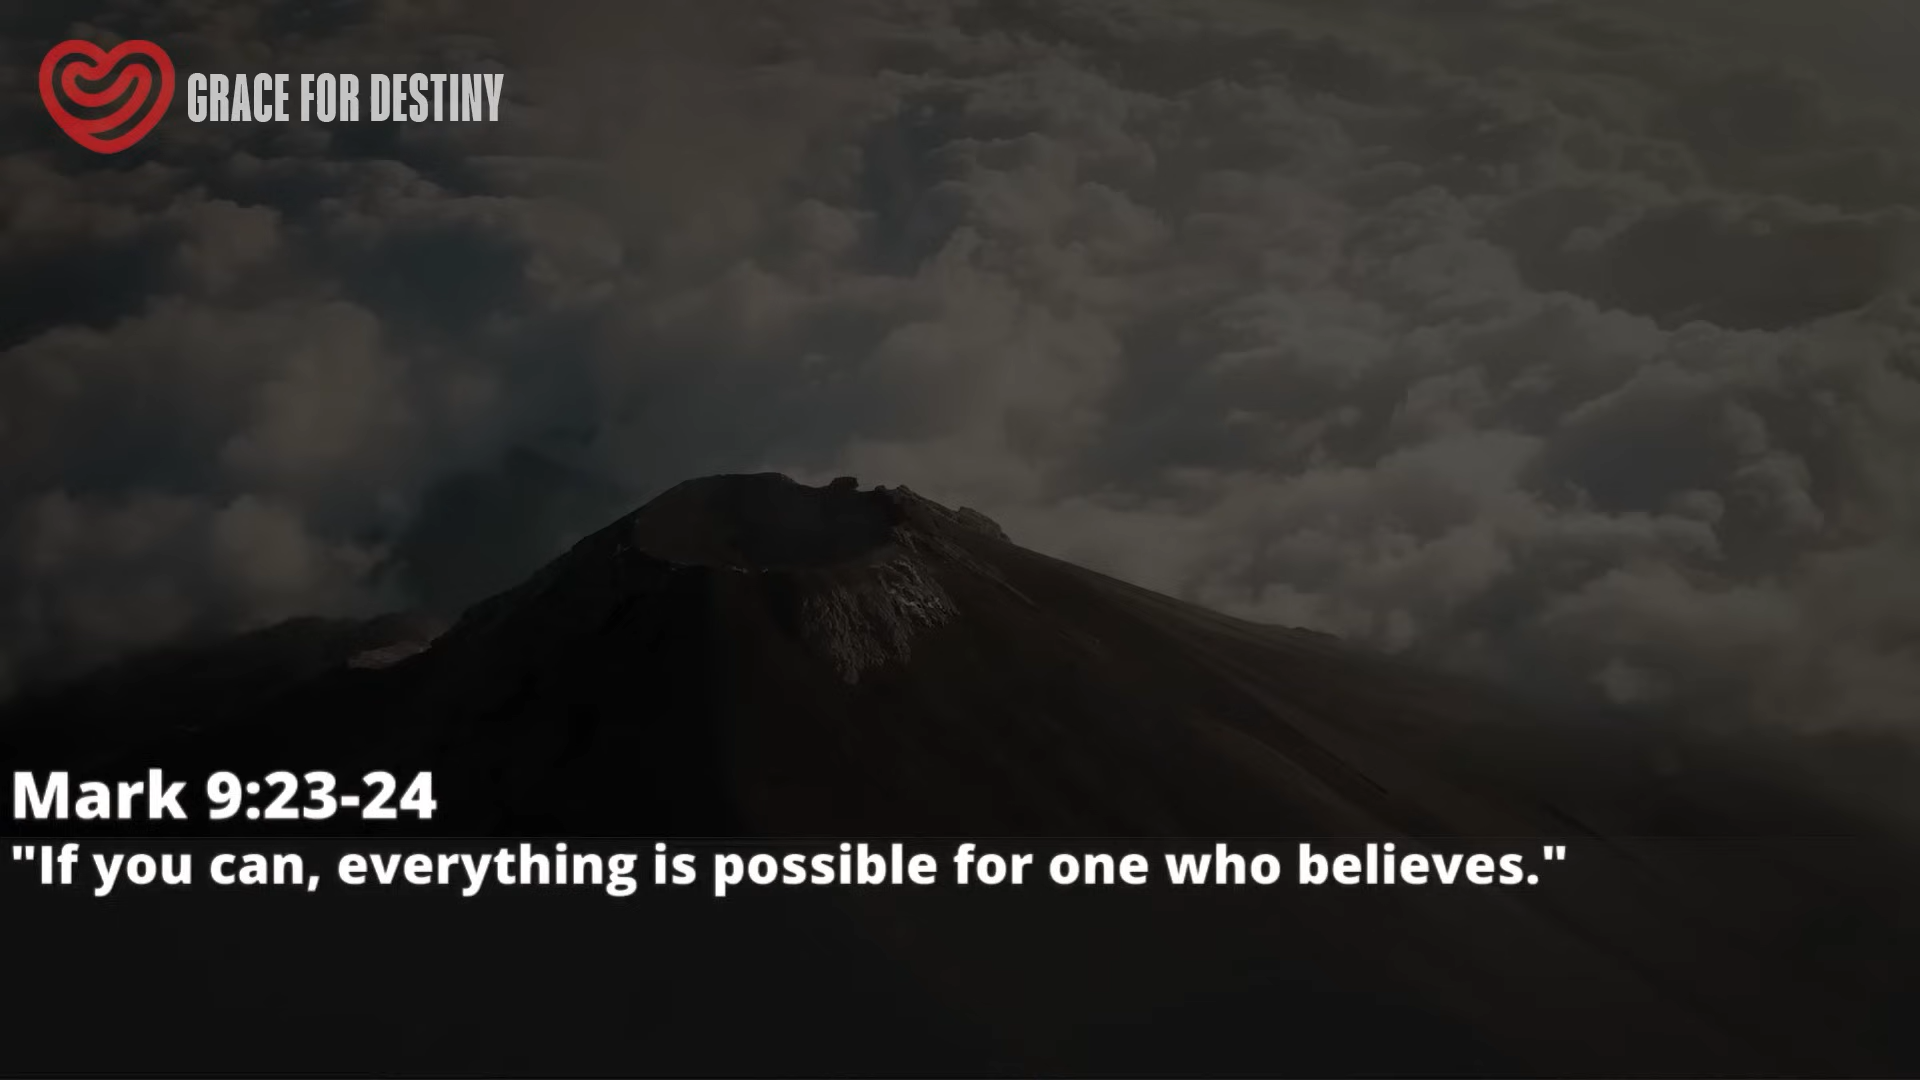 GRACE FOR DESTINY
Mark 9:23-24
"If you can, everything is possible for one who believes."